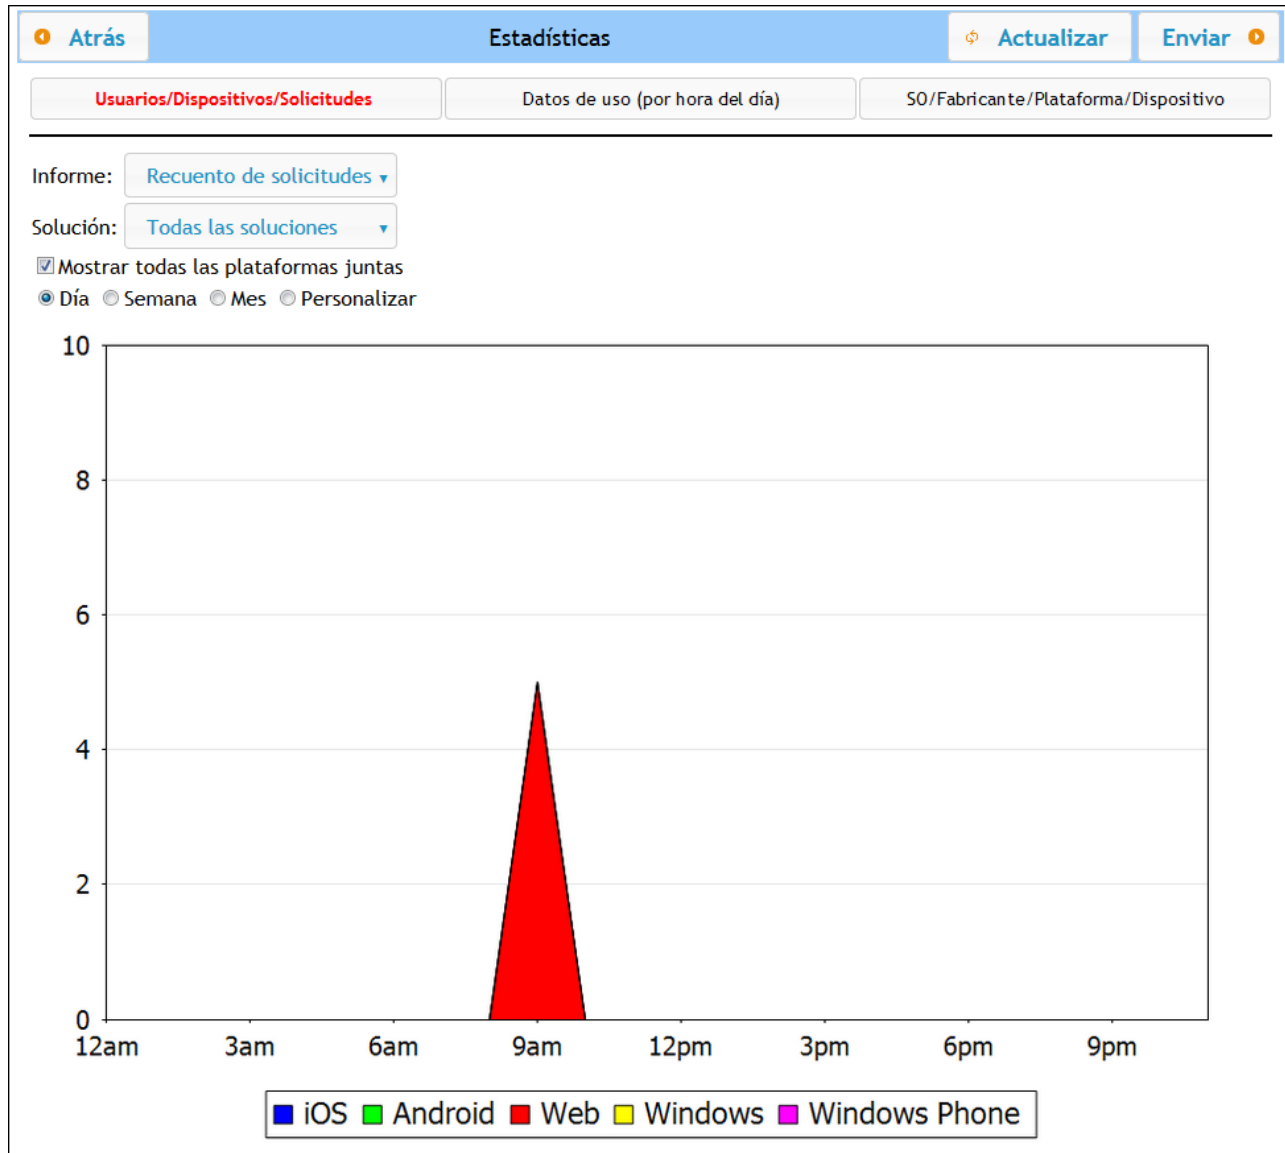 Atrás Estadísticas Actualizar Enviar
Usuarios/Dispositivos/Solicitudes Datos de uso (por hora del día) SO/Fabricante/Plataforma/Dispositivo
Informe: Recuento de solicitudes
Solución: Todas las soluciones
Mostrar todas las plataformas juntas
Día Semana Mes Personalizar
10
8
6
4
2
0
12am 3am 6am 9am 12pm 3pm 6pm 9pm
iOS Android Web Windows Windows Phone